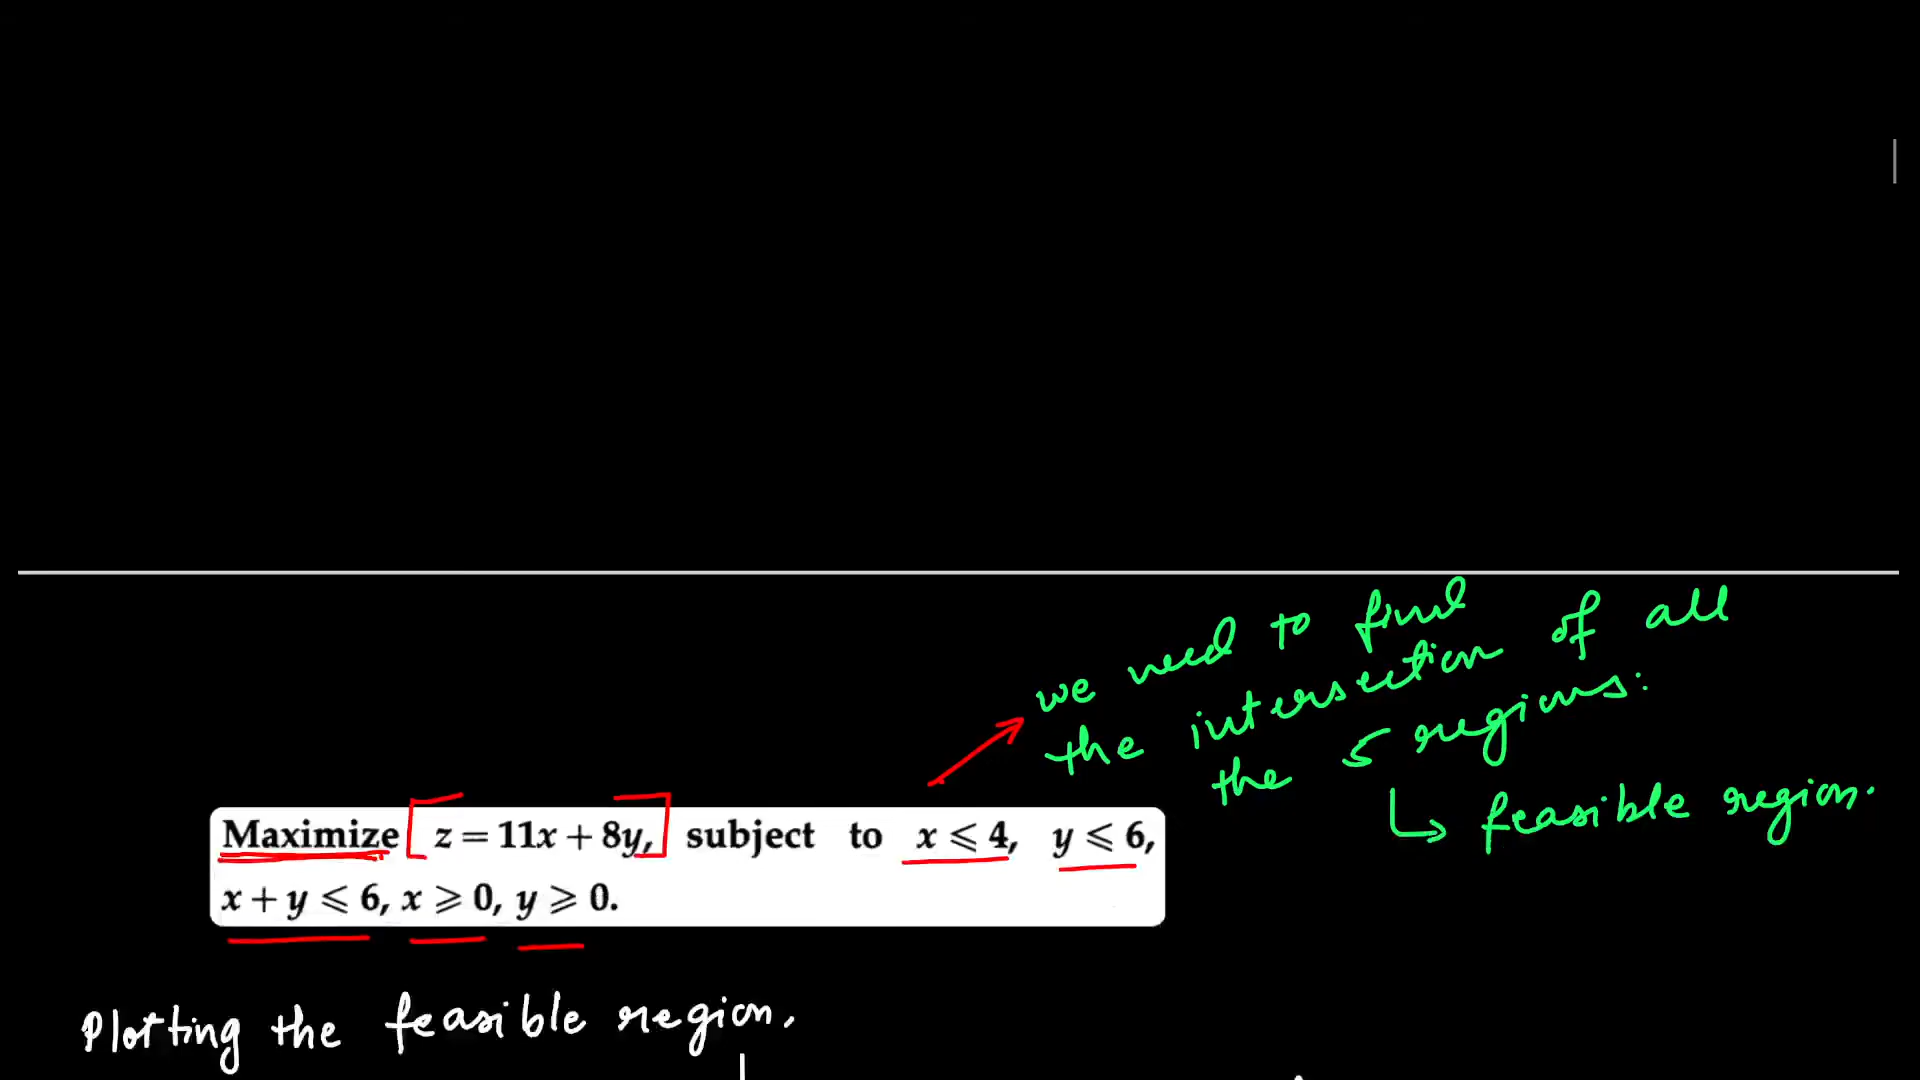 we need to find
the intersection of all
the 5 regions:
↳ feasible region.
Maximize z = 11x + 8y, subject to x ⩽ 4, y ⩽ 6,
x + y ⩽ 6, x ⩾ 0, y ⩾ 0.
Plotting the feasible region.